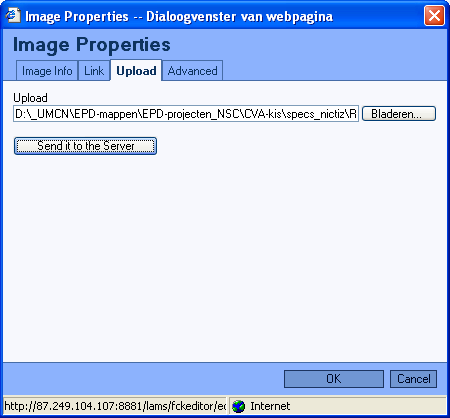 Image Properties -- Dialoogvenster van webpagina
Image Properties
Image Info Link Upload Advanced
Upload
D:\_UMCN\EPD-mappen\EPD-projecten_NSC\CVA-kis\specs_nictiz\R Bladeren...
Send it to the Server
OK Cancel
http://87.249.104.107:8881/lams/fckeditor/ec Internet